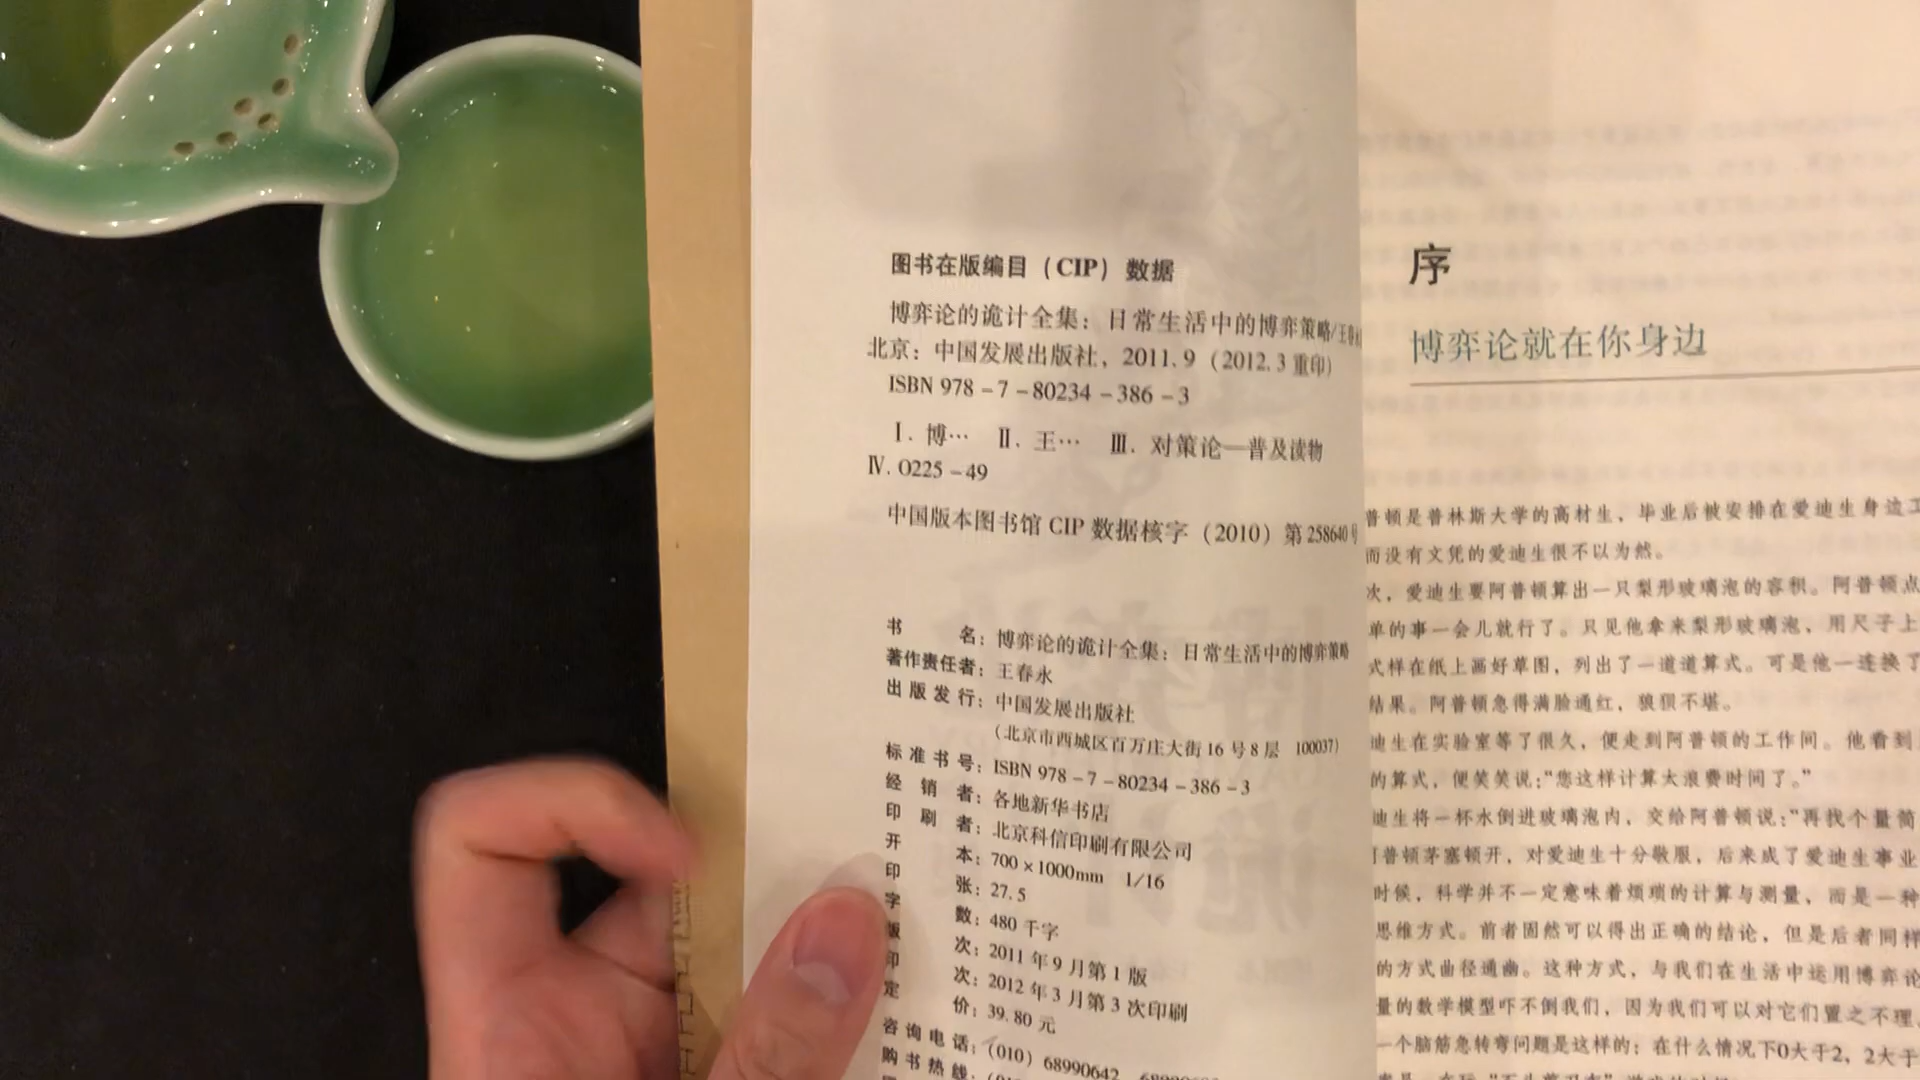 图书在版编目（CIP）数据
博弈论的诡计全集：日常生活中的博弈策略/王春
北京：中国发展出版社，2011.9（2012.3 重印）
ISBN 978－7－80234－386－3
Ⅰ. 博… Ⅱ. 王… Ⅲ. 对策论—普及读物
Ⅳ. O225－49
中国版本图书馆 CIP 数据核字（2010）第 258640 号
书 名：博弈论的诡计全集：日常生活中的博弈策略
著作责任者：王春永
出版发行：中国发展出版社
（北京市西城区百万庄大街 16 号 8 层 100037）
标准书号：ISBN 978－7－80234－386－3
经 销 者：各地新华书店
印 刷 者：北京科信印刷有限公司
开 本：700×1000mm 1/16
印 张：27.5
字 数：480 千字
版 次：2011 年 9 月第 1 版
印 次：2012 年 3 月第 3 次印刷
定 价：39.80 元
咨询电话：（010）68990642
购书热线：
序
博弈论就在你身边
普顿是普林斯大学的高材生，毕业后被安排在爱迪生身边工
而没有文凭的爱迪生很不以为然。
次，爱迪生要阿普顿算出一只梨形玻璃泡的容积。阿普顿点
单的事一会儿就行了。只见他拿来梨形玻璃泡，用尺子上
式样在纸上画好草图，列出了一道道算式。可是他一连换了
结果。阿普顿急得满脸通红，狼狈不堪。
迪生在实验室等了很久，便走到阿普顿的工作间。他看到
的算式，便笑笑说：“您这样计算太浪费时间了。”
迪生将一杯水倒进玻璃泡内，交给阿普顿说：“再找个量筒
普顿茅塞顿开，对爱迪生十分敬服，后来成了爱迪生事业
时候，科学并不一定意味着烦琐的计算与测量，而是一种
思维方式。前者固然可以得出正确的结论，但是后者同样
的方式曲径通幽。这种方式，与我们在生活中运用博弈论
量的数学模型吓不倒我们，因为我们可以对它们置之不理
一个脑筋急转弯问题是这样的：在什么情况下0大于2，2大于